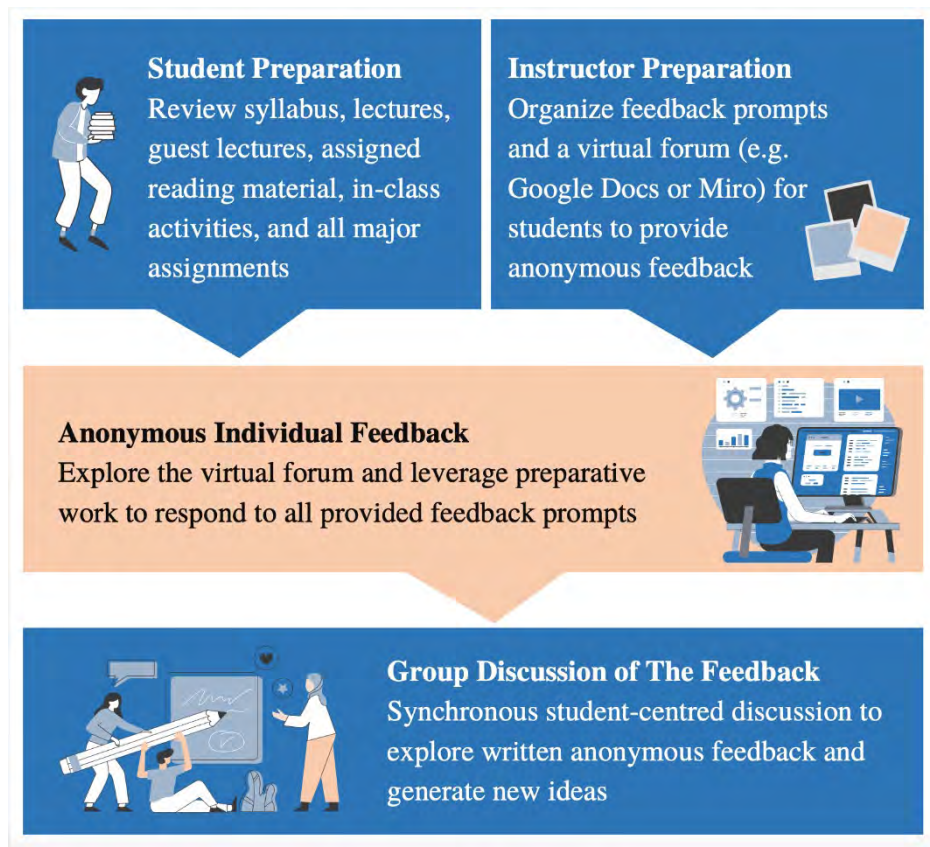 Student Preparation
Review syllabus, lectures,
guest lectures, assigned
reading material, in-class
activities, and all major
assignments
Instructor Preparation
Organize feedback prompts
and a virtual forum (e.g.
Google Docs or Miro) for
students to provide
anonymous feedback
Anonymous Individual Feedback
Explore the virtual forum and leverage preparative
work to respond to all provided feedback prompts
Group Discussion of The Feedback
Synchronous student-centred discussion to
explore written anonymous feedback and
generate new ideas